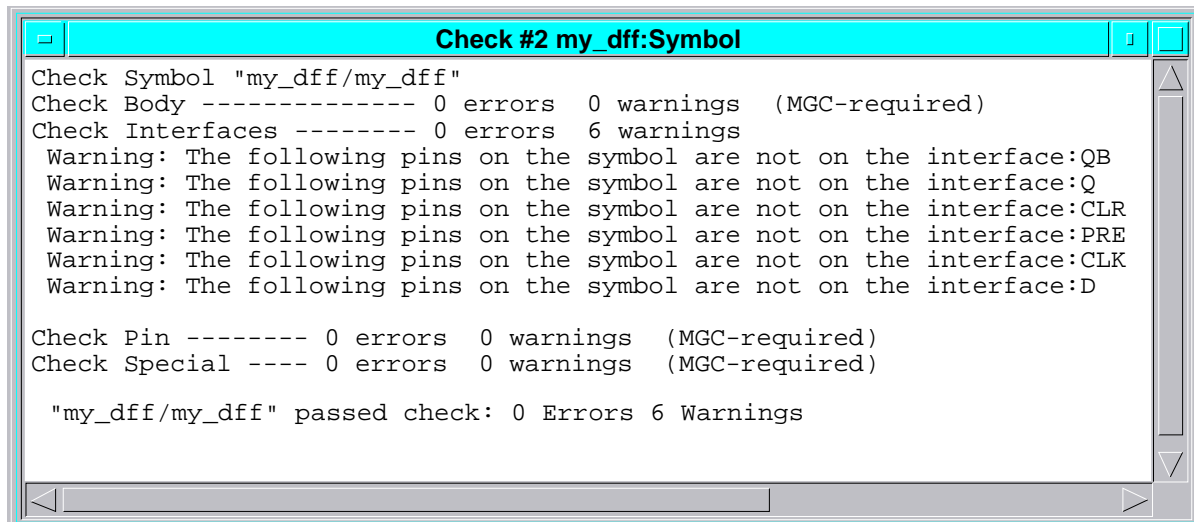 Check #2 my_dff:Symbol
Check Symbol "my_dff/my_dff"
Check Body -------------- 0 errors  0 warnings  (MGC-required)
Check Interfaces -------- 0 errors  6 warnings
Warning: The following pins on the symbol are not on the interface:QB
Warning: The following pins on the symbol are not on the interface:Q
Warning: The following pins on the symbol are not on the interface:CLR
Warning: The following pins on the symbol are not on the interface:PRE
Warning: The following pins on the symbol are not on the interface:CLK
Warning: The following pins on the symbol are not on the interface:D
Check Pin -------- 0 errors  0 warnings  (MGC-required)
Check Special ---- 0 errors  0 warnings  (MGC-required)
"my_dff/my_dff" passed check: 0 Errors 6 Warnings